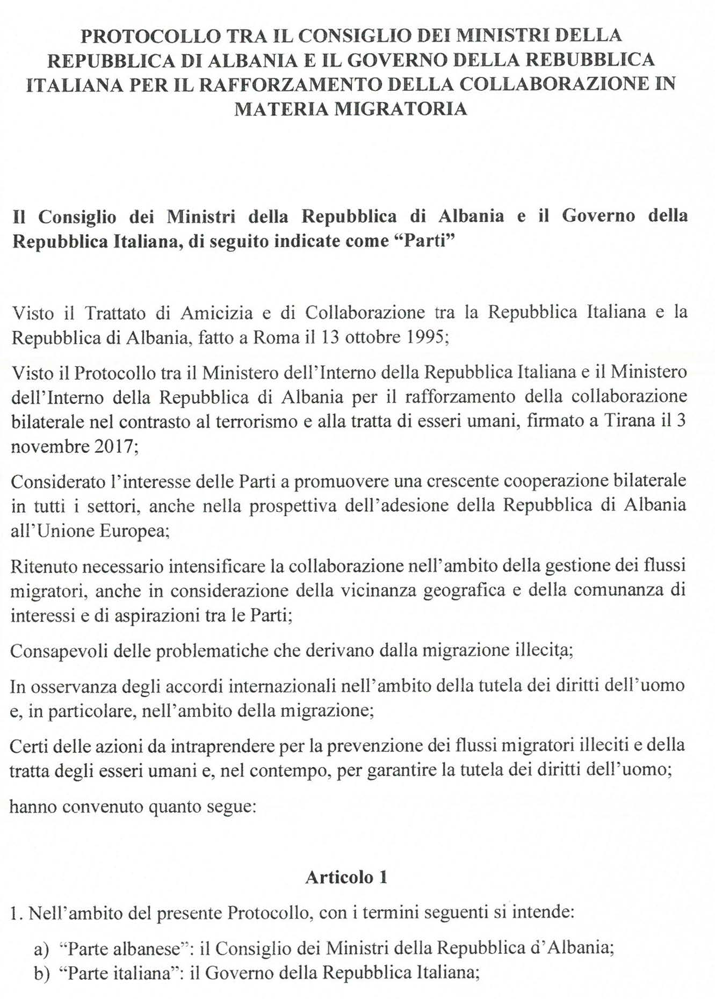 PROTOCOLLO TRA IL CONSIGLIO DEI MINISTRI DELLA
REPUBBLICA DI ALBANIA E IL GOVERNO DELLA REBUBBLICA
ITALIANA PER IL RAFFORZAMENTO DELLA COLLABORAZIONE IN
MATERIA MIGRATORIA
Il Consiglio dei Ministri della Repubblica di Albania e il Governo della
Repubblica Italiana, di seguito indicate come “Parti”
Visto il Trattato di Amicizia e di Collaborazione tra la Repubblica Italiana e la
Repubblica di Albania, fatto a Roma il 13 ottobre 1995;
Visto il Protocollo tra il Ministero dell’Interno della Repubblica Italiana e il Ministero
dell’Interno della Repubblica di Albania per il rafforzamento della collaborazione
bilaterale nel contrasto al terrorismo e alla tratta di esseri umani, firmato a Tirana il 3
novembre 2017;
Considerato l’interesse delle Parti a promuovere una crescente cooperazione bilaterale
in tutti i settori, anche nella prospettiva dell’adesione della Repubblica di Albania
all’Unione Europea;
Ritenuto necessario intensificare la collaborazione nell’ambito della gestione dei flussi
migratori, anche in considerazione della vicinanza geografica e della comunanza di
interessi e di aspirazioni tra le Parti;
Consapevoli delle problematiche che derivano dalla migrazione illecita;
In osservanza degli accordi internazionali nell’ambito della tutela dei diritti dell’uomo
e, in particolare, nell’ambito della migrazione;
Certi delle azioni da intraprendere per la prevenzione dei flussi migratori illeciti e della
tratta degli esseri umani e, nel contempo, per garantire la tutela dei diritti dell’uomo;
hanno convenuto quanto segue:
Articolo 1
1. Nell’ambito del presente Protocollo, con i termini seguenti si intende:
a) “Parte albanese”: il Consiglio dei Ministri della Repubblica d’Albania;
b) “Parte italiana”: il Governo della Repubblica Italiana;